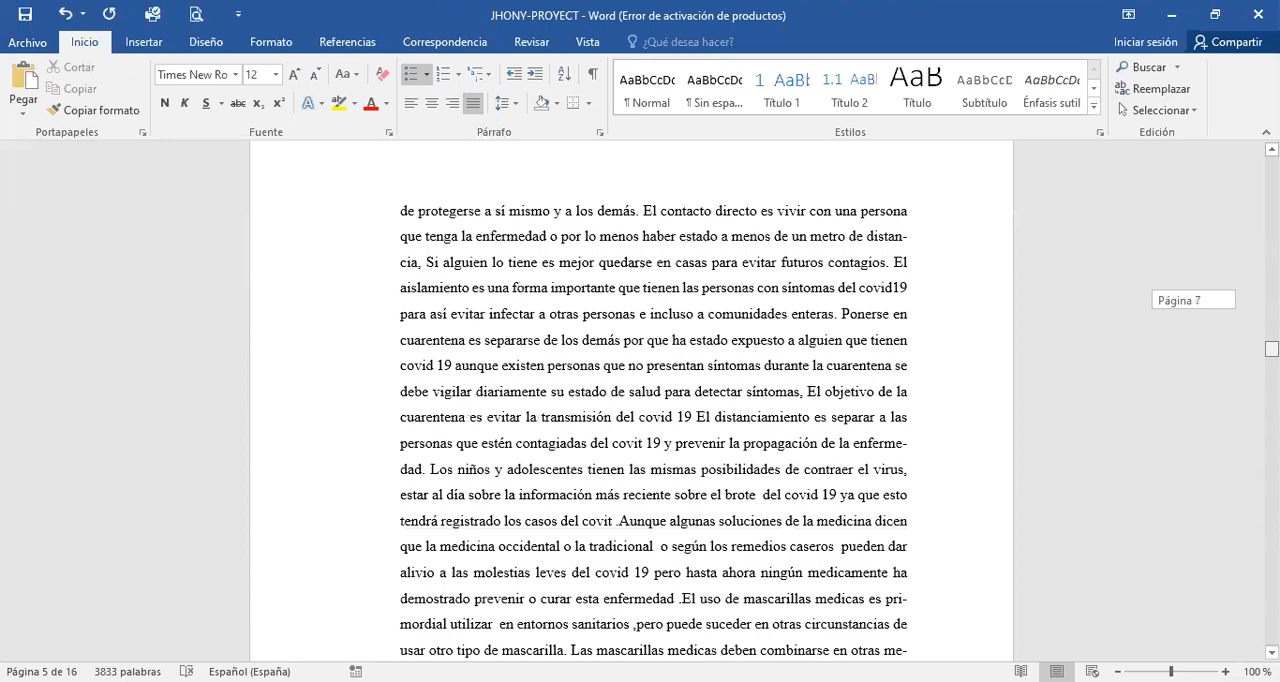 JHONY-PROYECT - Word (Error de activación de productos)
Archivo Inicio Insertar Diseño Formato Referencias Correspondencia Revisar Vista ¿Qué desea hacer? Iniciar sesión Compartir
Pegar Cortar Copiar Copiar formato
Times New Ro 12 Aa
N K S abc x₂ x² A A
AaBbCcDc AaBbCcDc 1 AaBl 1.1 AaBl AaB AaBbCcD AaBbCcDc
¶ Normal ¶ Sin espa... Título 1 Título 2 Título Subtítulo Énfasis sutil
Buscar
Reemplazar
Seleccionar
Portapapeles Fuente Párrafo Estilos Edición
de protegerse a sí mismo y a los demás. El contacto directo es vivir con una persona
que tenga la enfermedad o por lo menos haber estado a menos de un metro de distan-
cia, Si alguien lo tiene es mejor quedarse en casas para evitar futuros contagios. El
aislamiento es una forma importante que tienen las personas con síntomas del covid19
para así evitar infectar a otras personas e incluso a comunidades enteras. Ponerse en
cuarentena es separarse de los demás por que ha estado expuesto a alguien que tienen
covid 19 aunque existen personas que no presentan síntomas durante la cuarentena se
debe vigilar diariamente su estado de salud para detectar síntomas, El objetivo de la
cuarentena es evitar la transmisión del covid 19 El distanciamiento es separar a las
personas que estén contagiadas del covit 19 y prevenir la propagación de la enferme-
dad. Los niños y adolescentes tienen las mismas posibilidades de contraer el virus,
estar al día sobre la información más reciente sobre el brote  del covid 19 ya que esto
tendrá registrado los casos del covit .Aunque algunas soluciones de la medicina dicen
que la medicina occidental o la tradicional  o según los remedios caseros  pueden dar
alivio a las molestias leves del covid 19 pero hasta ahora ningún medicamente ha
demostrado prevenir o curar esta enfermedad .El uso de mascarillas medicas es pri-
mordial utilizar  en entornos sanitarios ,pero puede suceder en otras circunstancias de
usar otro tipo de mascarilla. Las mascarillas medicas deben combinarse en otras me-
Página 7
Página 5 de 16 3833 palabras Español (España) 100 %